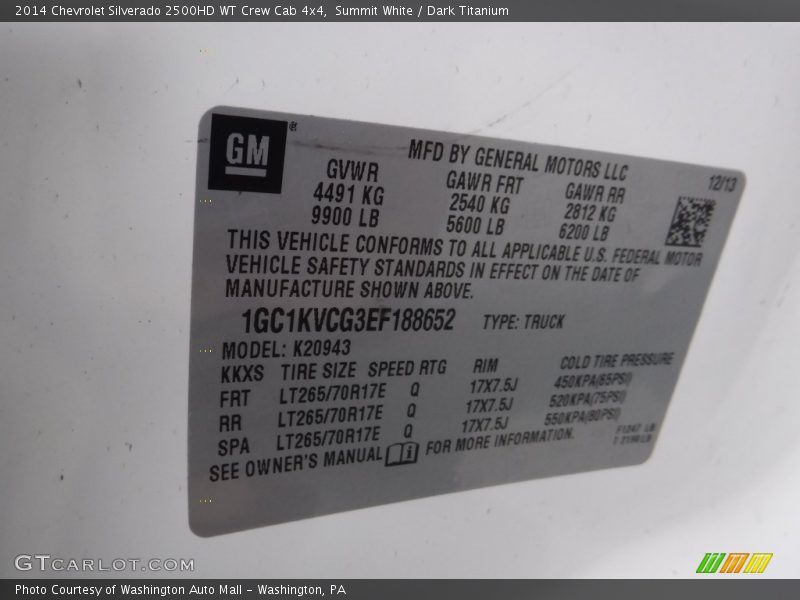 2014 Chevrolet Silverado 2500HD WT Crew Cab 4x4, Summit White / Dark Titanium
GM®
MFD BY GENERAL MOTORS LLC
12/13
GVWR GAWR FRT GAWR RR
4491 KG 2540 KG 2812 KG
9900 LB 5600 LB 6200 LB
THIS VEHICLE CONFORMS TO ALL APPLICABLE U.S. FEDERAL MOTOR
VEHICLE SAFETY STANDARDS IN EFFECT ON THE DATE OF
MANUFACTURE SHOWN ABOVE.
1GC1KVCG3EF188652 TYPE: TRUCK
MODEL: K20943
KKXS TIRE SIZE SPEED RTG RIM COLD TIRE PRESSURE
FRT LT265/70R17E Q 17X7.5J 450KPA(65PSI)
RR LT265/70R17E Q 17X7.5J 520KPA(75PSI)
SPA LT265/70R17E Q 17X7.5J 550KPA(80PSI)
SEE OWNER'S MANUAL FOR MORE INFORMATION.
GTCARLOT.COM
Photo Courtesy of Washington Auto Mall - Washington, PA